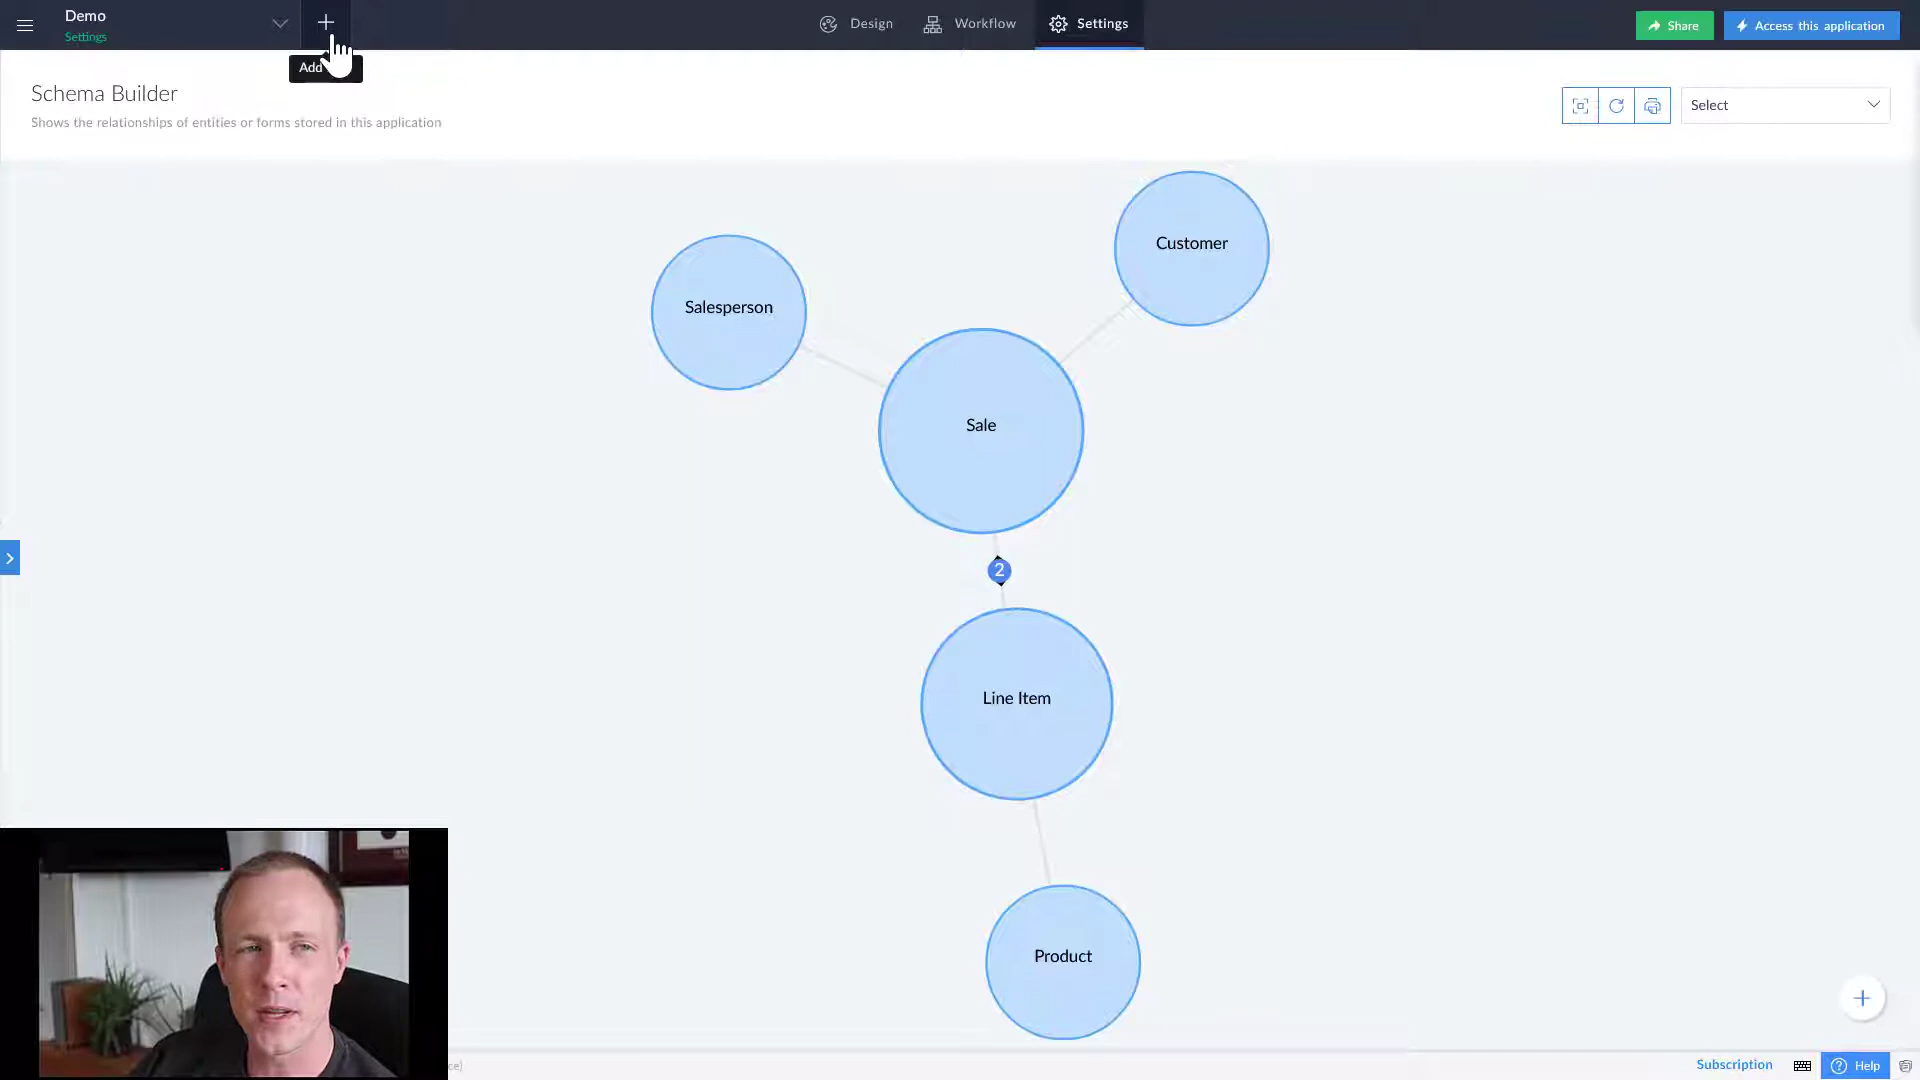 Demo
Settings
Design
Workflow
Settings
Share
Access this application
Add
Schema Builder
Shows the relationships of entities or forms stored in this application
Select
Customer
Salesperson
Sale
2
Line Item
Product
ce)
Subscription
Help